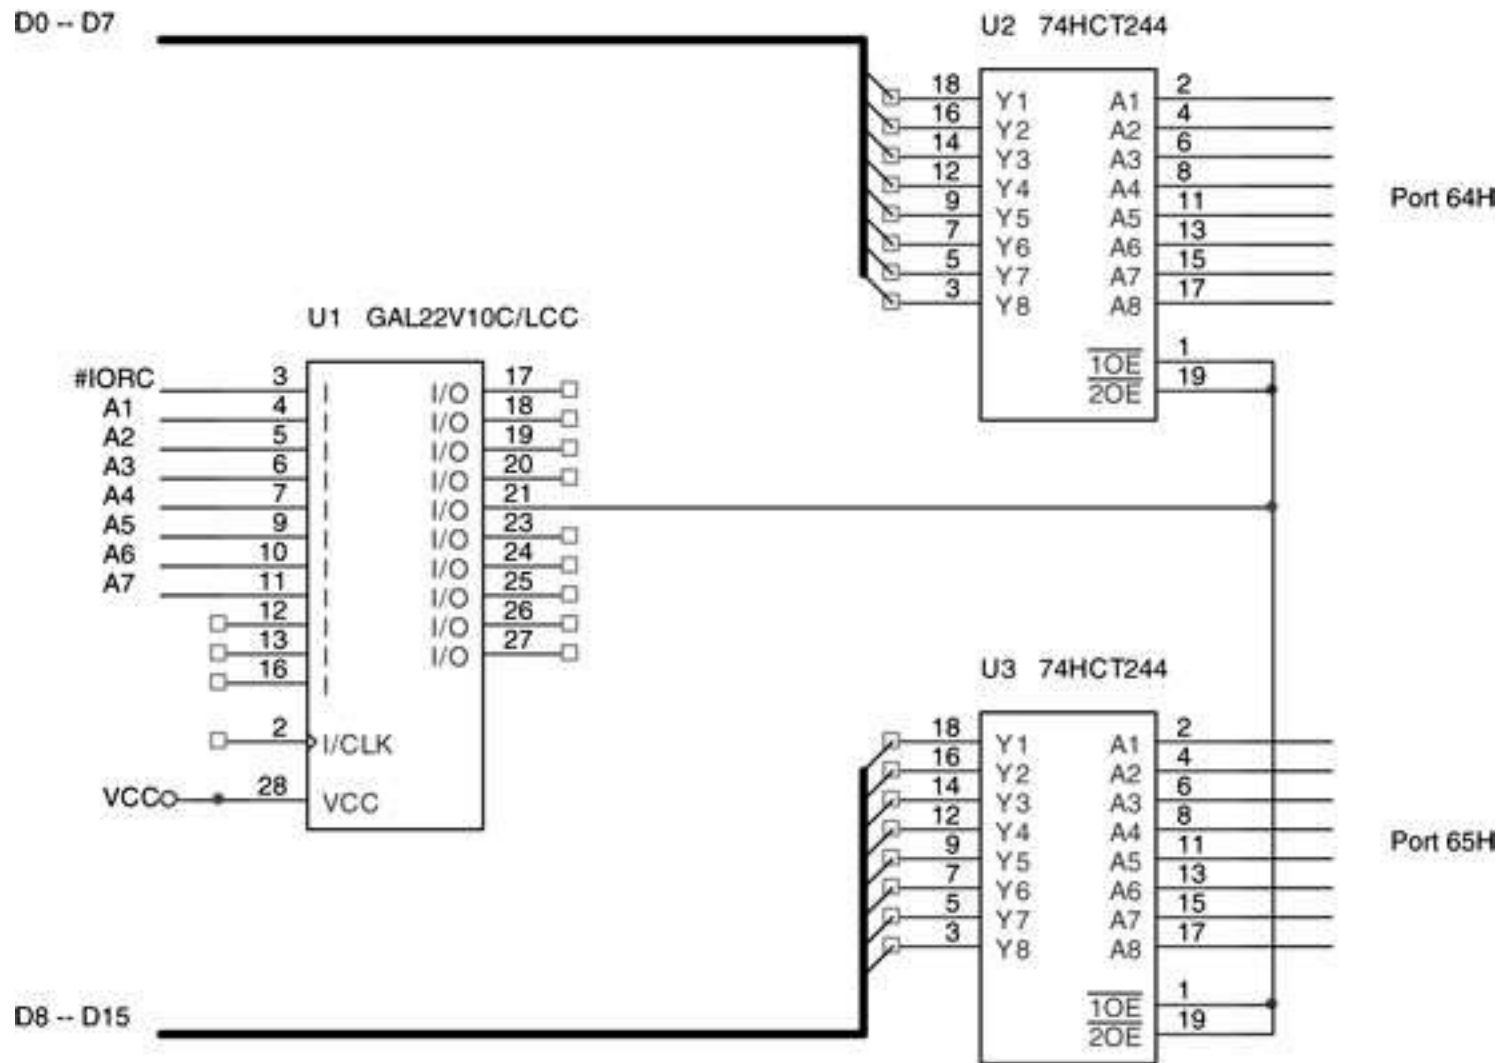 D0 -- D7
U2 74HCT244
18 Y1 A1 2
16 Y2 A2 4
14 Y3 A3 6
12 Y4 A4 8
9 Y5 A5 11
7 Y6 A6 13
5 Y7 A7 15
3 Y8 A8 17
1OE 1
2OE 19
Port 64H
U1 GAL22V10C/LCC
#IORC 3 I I/O 17
A1 4 I I/O 18
A2 5 I I/O 19
A3 6 I I/O 20
A4 7 I I/O 21
A5 9 I I/O 23
A6 10 I I/O 24
A7 11 I I/O 25
12 I I/O 26
13 I I/O 27
16 I
2 I/CLK
VCC 28 VCC
U3 74HCT244
18 Y1 A1 2
16 Y2 A2 4
14 Y3 A3 6
12 Y4 A4 8
9 Y5 A5 11
7 Y6 A6 13
5 Y7 A7 15
3 Y8 A8 17
1OE 1
2OE 19
Port 65H
D8 -- D15